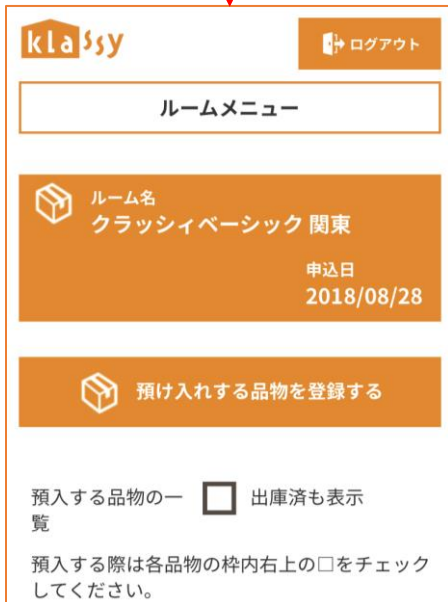 klassy
ログアウト
ルームメニュー
ルーム名
クラッシィベーシック 関東
申込日
2018/08/28
預け入れする品物を登録する
預入する品物の一
覧
出庫済も表示
預入する際は各品物の枠内右上の□をチェック
してください。